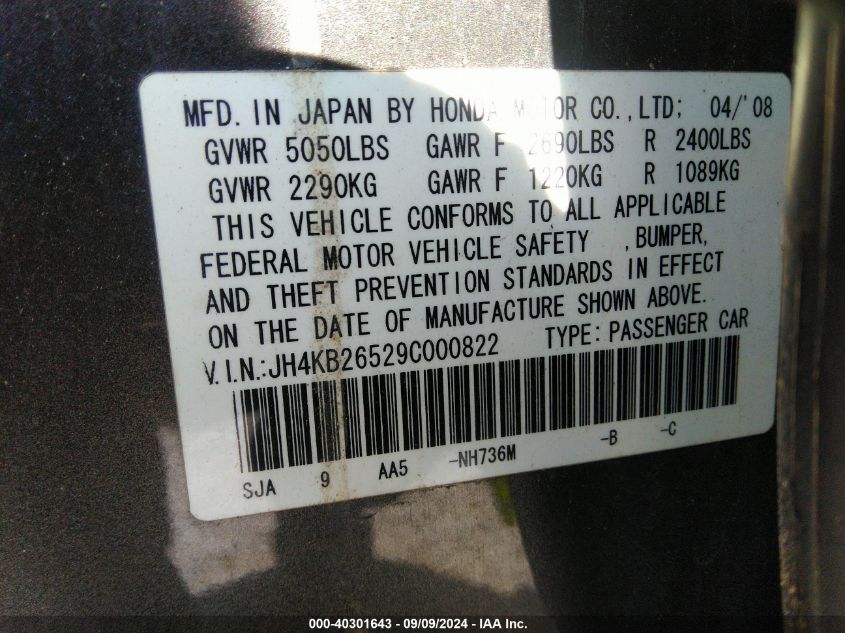 MFD. IN JAPAN BY HONDA MOTOR CO., LTD; 04/'08
GVWR 5050LBS GAWR F 2690LBS R 2400LBS
GVWR 2290KG GAWR F 1220KG R 1089KG
THIS VEHICLE CONFORMS TO ALL APPLICABLE
FEDERAL MOTOR VEHICLE SAFETY , BUMPER,
AND THEFT PREVENTION STANDARDS IN EFFECT
ON THE DATE OF MANUFACTURE SHOWN ABOVE.
V.I.N.:JH4KB26529C000822 TYPE:PASSENGER CAR
SJA 9 AA5 -NH736M -B -C
000-40301643 - 09/09/2024 - IAA Inc.